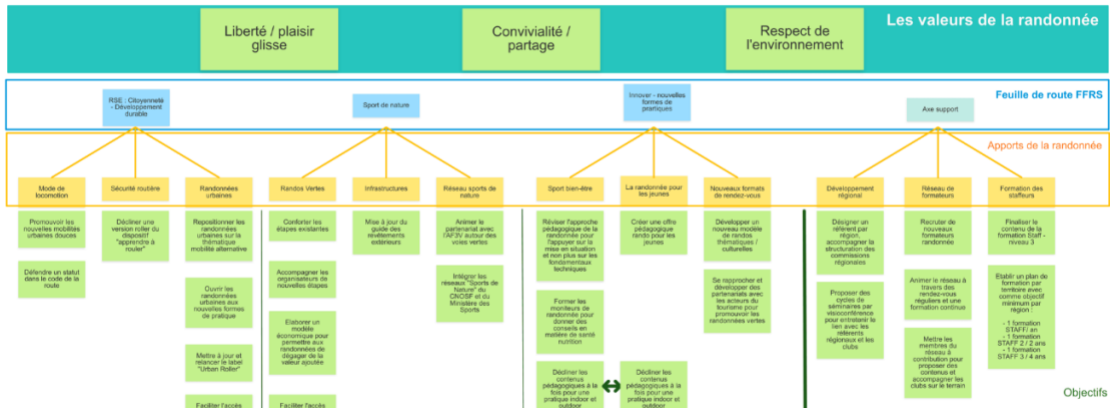 Les valeurs de la randonnée
Liberté / plaisir
glisse
Convivialité /
partage
Respect de
l'environnement
Feuille de route FFRS
RSE : Citoyenneté
- Développement
durable
Sport de nature
Innover - nouvelles
formes de
pratiques
Axe support
Apports de la randonnée
Mode de
locomotion
Sécurité routière
Randonnées
urbaines
Randos Vertes
Infrastructures
Réseau sports de
nature
Sport bien-être
La randonnée pour
les jeunes
Nouveaux formats
de rendez-vous
Développement
régional
Réseau de
formateurs
Formation des
staffeurs
Promouvoir les
nouvelles mobilités
urbaines douces
Défendre un statut
dans le code de la
route
Décliner une
version roller du
dispositif
"apprendre à
rouler"
Repositionner les
randonnées
urbaines sur la
thématique
mobilité alternative
Ouvrir les
randonnées
urbaines aux
nouvelles formes
de pratique
Mettre à jour et
relancer le label
"Urban Roller"
Faciliter l'accès
Conforter les
étapes existantes
Accompagner les
organisateurs de
nouvelles étapes
Elaborer un
modèle
économique pour
permettre aux
randonnées de
dégager de la
valeur ajoutée
Faciliter l'accès
Mise à jour du
guide des
revêtements
extérieurs
Animer le
partenariat avec
l'AF3V autour des
voies vertes
Intégrer les
réseaux "Sports de
Nature" du
CNOSF et du
Ministère des
Sports
Réviser l'approche
pédagogique de la
randonnée pour
l'appuyer sur la
mise en situation
et non plus sur les
fondamentaux
techniques
Former les
moniteurs de
randonnée pour
donner des
conseils en
matière de santé
nutrition
Décliner les
contenus
pédagogiques à la
fois pour une
pratique indoor et
outdoor
Créer une offre
pédagogique
rando pour les
jeunes
Décliner les
contenus
pédagogiques à la
fois pour une
pratique indoor et
outdoor
Développer un
nouveau modèle
de randos
thématiques /
culturelles
Se rapprocher et
développer des
partenariats avec
les acteurs du
tourisme pour
promouvoir les
randonnées vertes
Désigner un
référent par
région,
accompagner la
structuration des
commissions
régionales
Proposer des
cycles de
séminaires par
visioconférence
pour entretenir le
lien avec les
référents
régionaux et les
clubs
Recruter de
nouveaux
formateurs
randonnée
Animer le réseau à
travers des
rendez-vous
réguliers et une
formation continue
Mettre les
membres du
réseau à
contribution pour
proposer des
contenus et
accompagner les
clubs sur le terrain
Finaliser le
contenu de la
formation Staff -
niveau 3
Etablir un plan de
formation par
territoire avec
comme objectif
minimum par
région :
- 1 formation
STAFF/ an
- 1 formation
STAFF 2 / 2 ans
- 1 formation
STAFF 3 / 4 ans
Objectifs